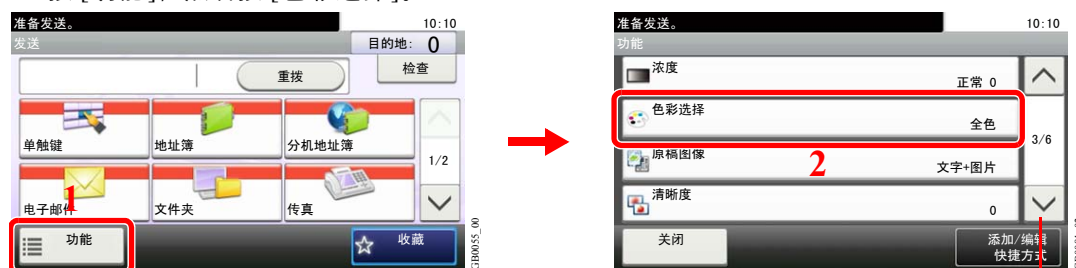 准备发送。 10:10
发送 目的地: 0
重拨 检查
单触键 地址簿 分机地址簿
1/2
电子邮件 文件夹 传真
1
功能 收藏
GB0055_00
准备发送。 10:10
功能
浓度 正常 0
色彩选择 全色
3/6
原稿图像 文字+图片
2
清晰度 0
关闭 添加/编辑
快捷方式